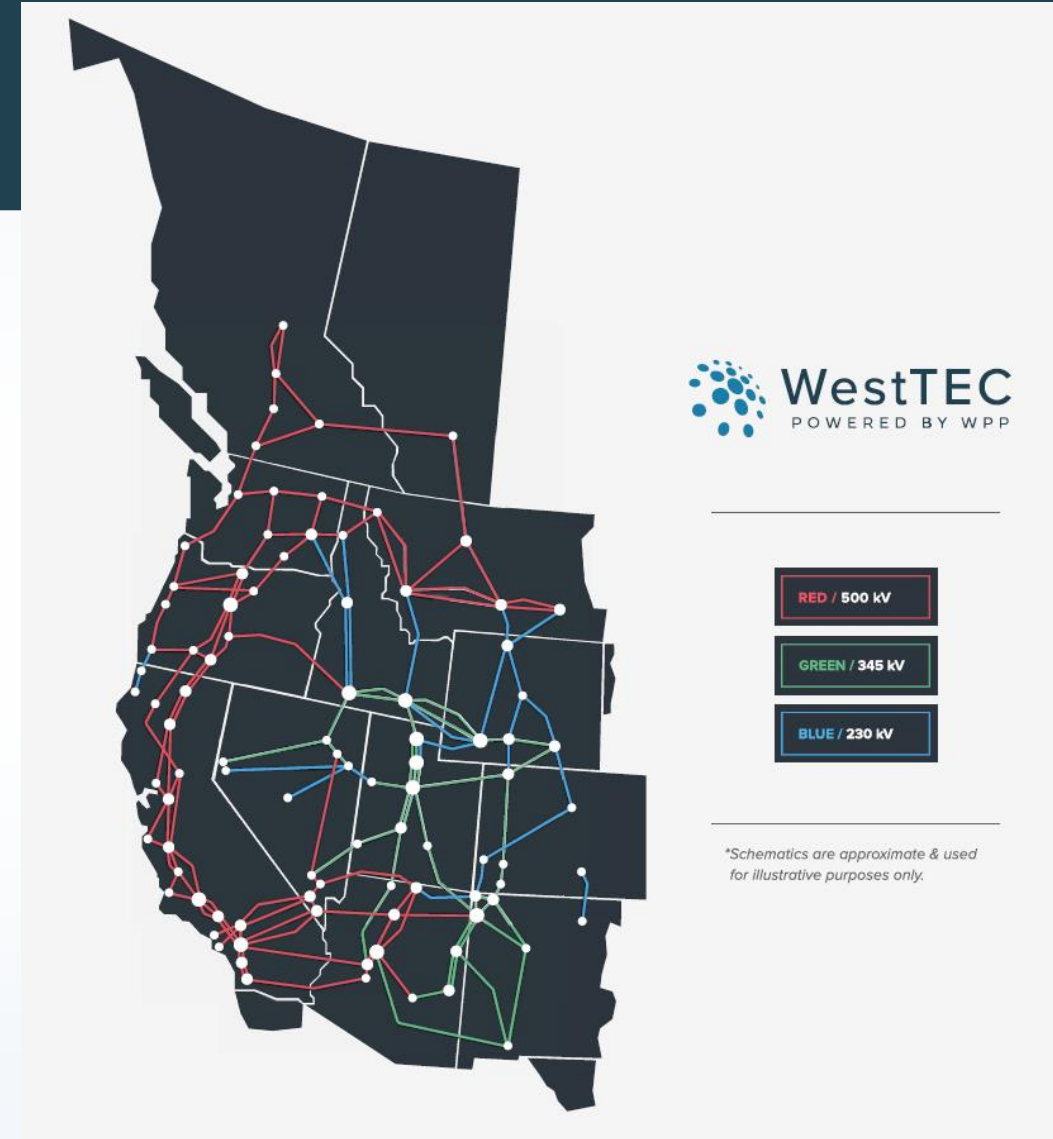 WestTEC
POWERED BY WPP
RED / 500 kV
GREEN / 345 kV
BLUE / 230 kV
*Schematics are approximate & used
for illustrative purposes only.